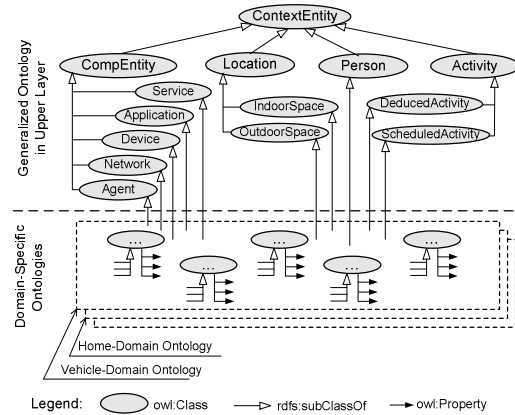 ContextEntity
CompEntity
Location
Person
Activity
Service
Application
Device
Network
Agent
IndoorSpace
OutdoorSpace
DeducedActivity
ScheduledActivity
Generalized Ontology
in Upper Layer
Domain-Specific
Ontologies
...
...
...
...
...
Home-Domain Ontology
Vehicle-Domain Ontology
Legend:
owl:Class
rdfs:subClassOf
owl:Property